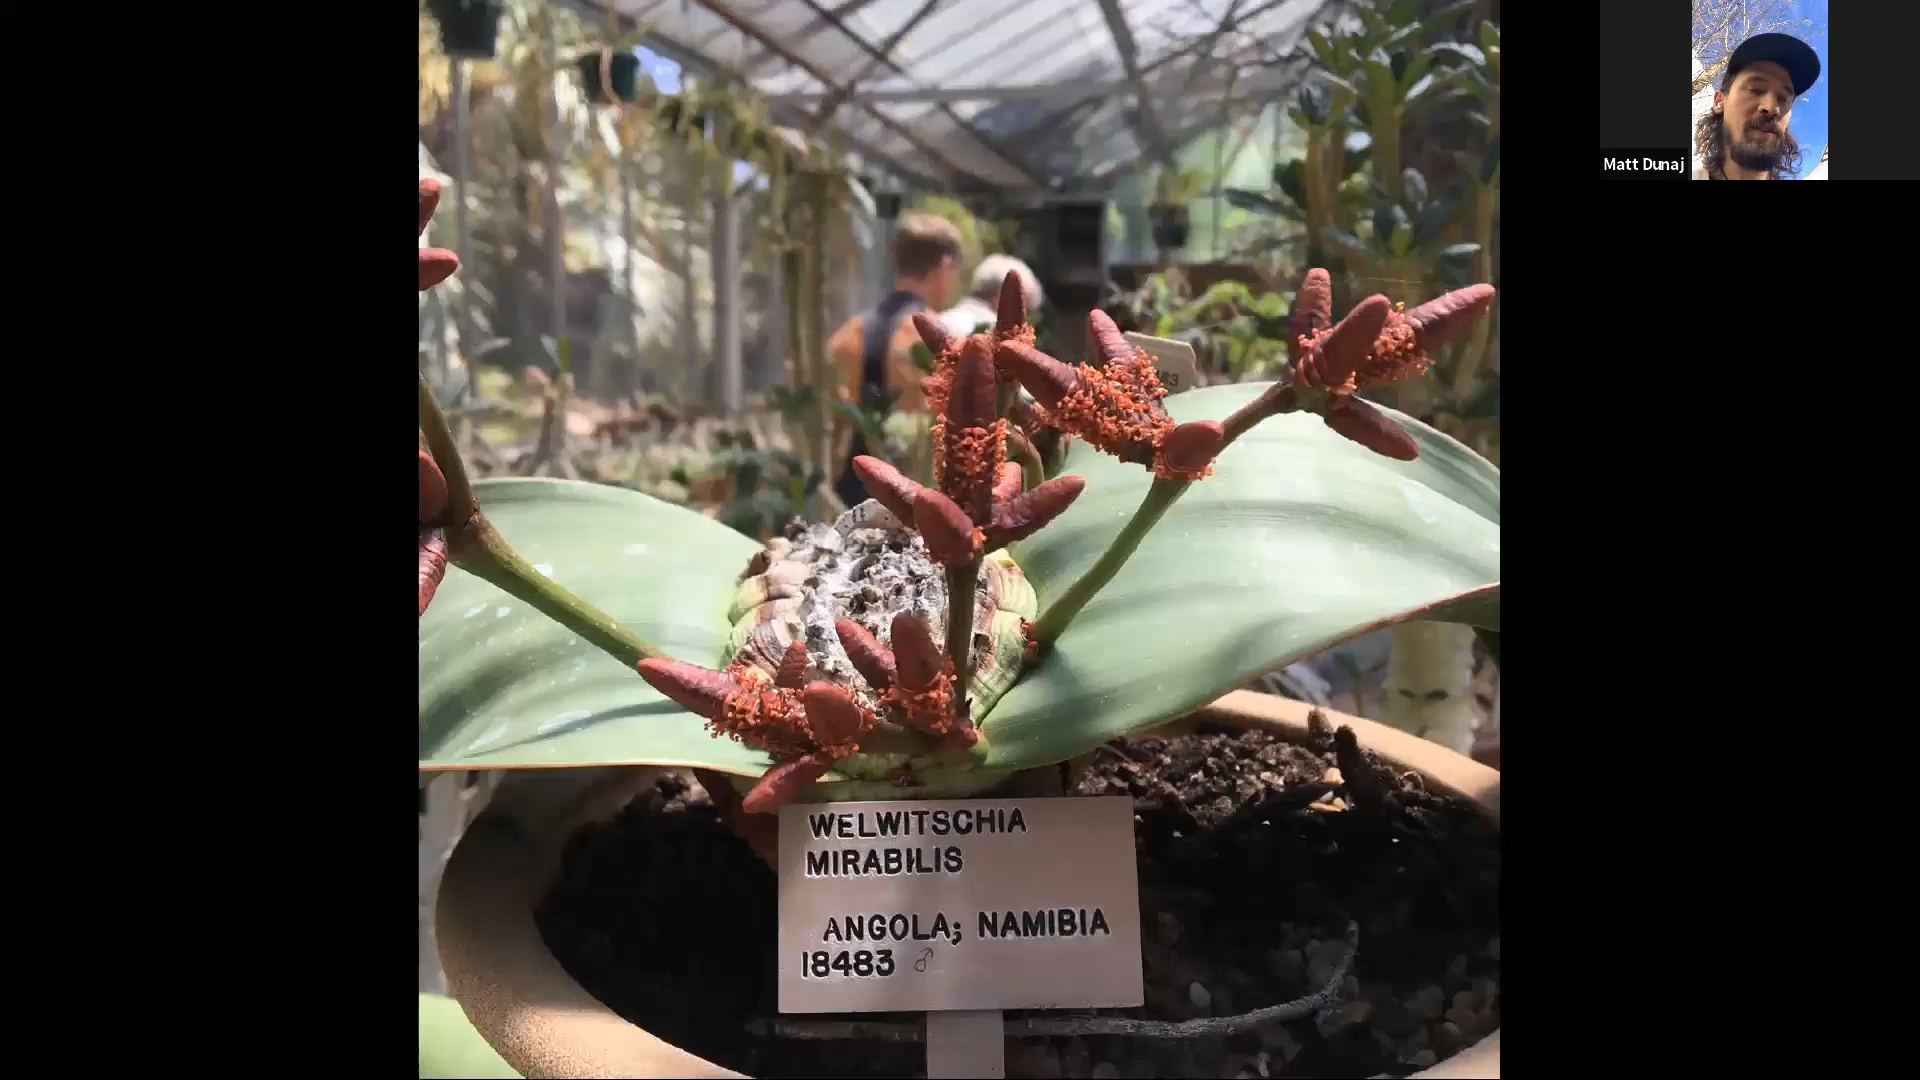 WELWITSCHIA
MIRABILIS
ANGOLA; NAMIBIA
18483 ♂
Matt Dunaj